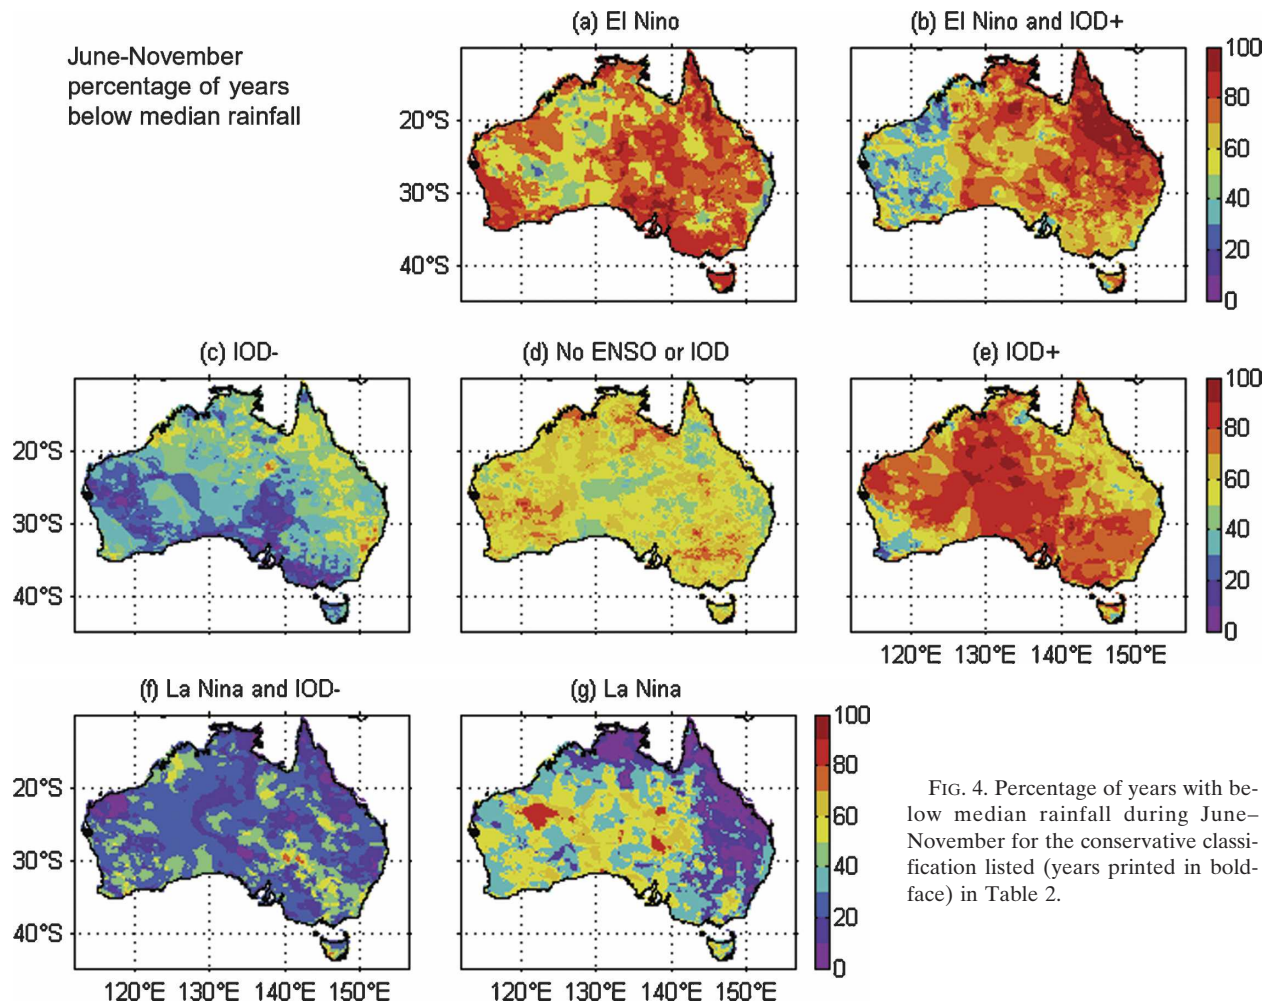 June-November
percentage of years
below median rainfall
(a) El Nino
(b) El Nino and IOD+
20°S
30°S
40°S
100
80
60
40
20
0
(c) IOD-
(d) No ENSO or IOD
(e) IOD+
20°S
30°S
40°S
100
80
60
40
20
0
120°E 130°E 140°E 150°E
(f) La Nina and IOD-
(g) La Nina
20°S
30°S
40°S
100
80
60
40
20
0
120°E 130°E 140°E 150°E
120°E 130°E 140°E 150°E
FIG. 4. Percentage of years with be-
low median rainfall during June–
November for the conservative classi-
fication listed (years printed in bold-
face) in Table 2.